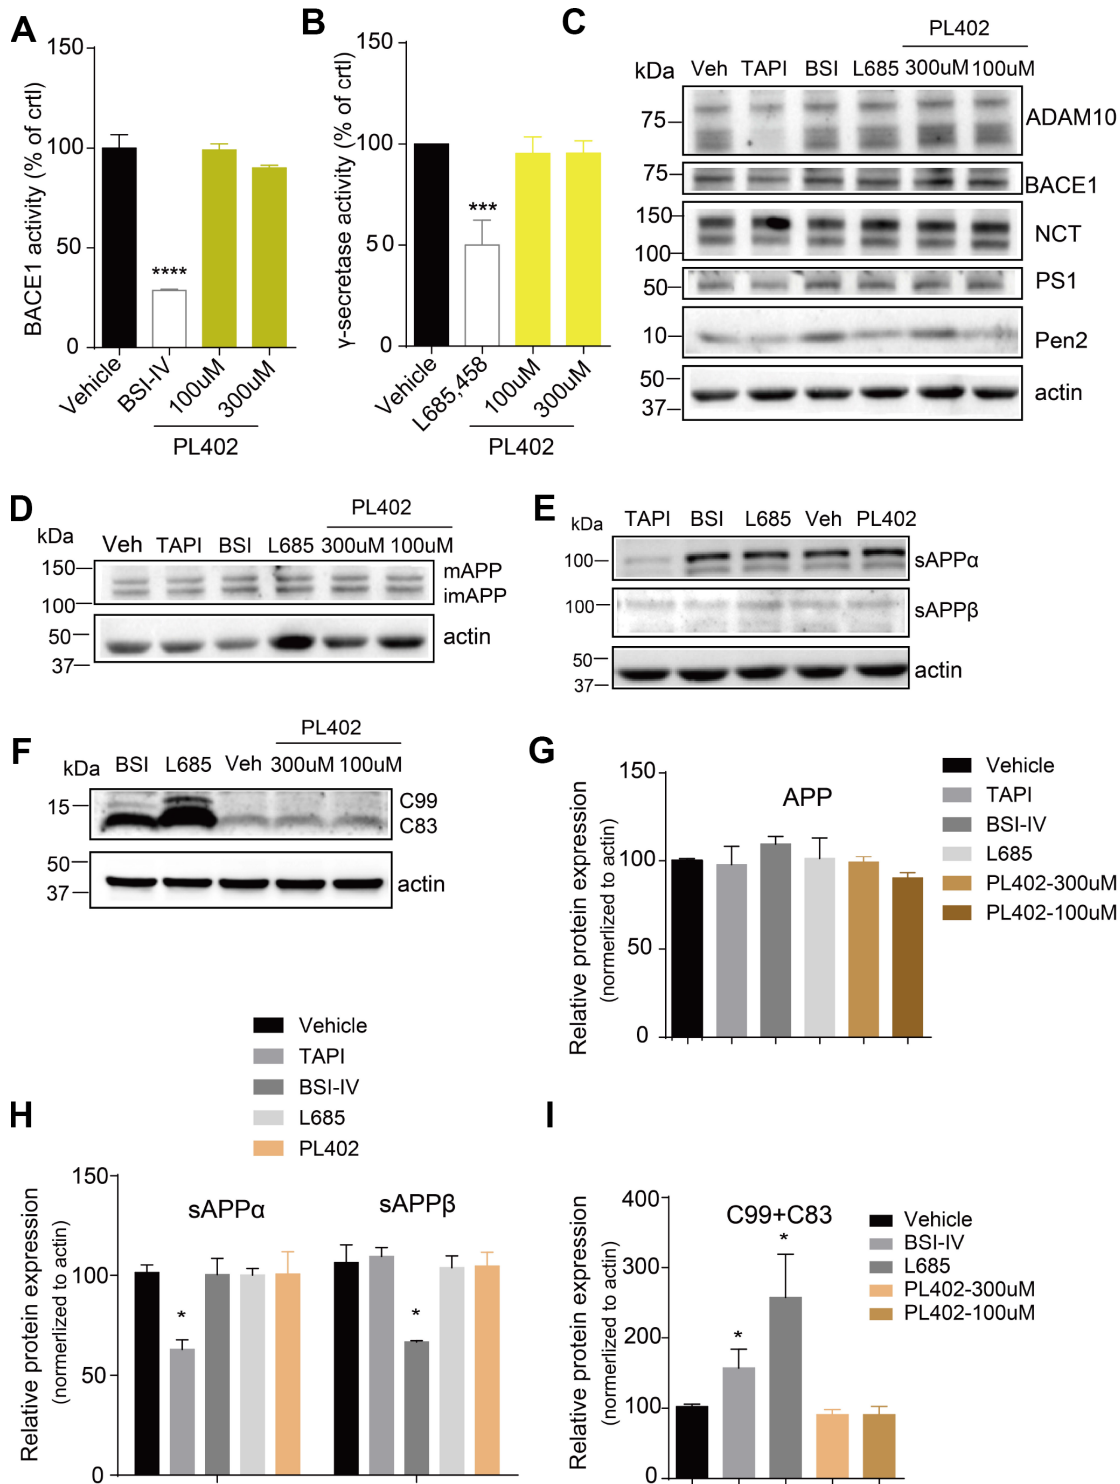 A
BACE1 activity (% of crtl)
150
100
50
0
****
Vehicle
BSI-IV
100uM
300uM
PL402
B
γ-secretase activity (% of crtl)
150
100
50
0
***
Vehicle
L685,458
100uM
300uM
PL402
C
PL402
kDa Veh TAPI BSI L685 300uM 100uM
75 ADAM10
75 BACE1
150
100 NCT
50 PS1
10 Pen2
50
37 actin
D
PL402
kDa Veh TAPI BSI L685 300uM 100uM
150 mAPP
100 imAPP
50 actin
37
E
kDa TAPI BSI L685 Veh PL402
100 sAPPα
100 sAPPβ
50
37 actin
F
PL402
kDa BSI L685 Veh 300uM 100uM
15 C99
C83
50
37 actin
G
Relative protein expression
(normerlized to actin)
150
100
50
0
APP
Vehicle
TAPI
BSI-IV
L685
PL402-300uM
PL402-100uM
H
Vehicle
TAPI
BSI-IV
L685
PL402
Relative protein expression
(normerlized to actin)
150
100
50
0
sAPPα
*
sAPPβ
*
I
Relative protein expression
(normerlized to actin)
400
300
200
100
0
C99+C83
*
*
Vehicle
BSI-IV
L685
PL402-300uM
PL402-100uM